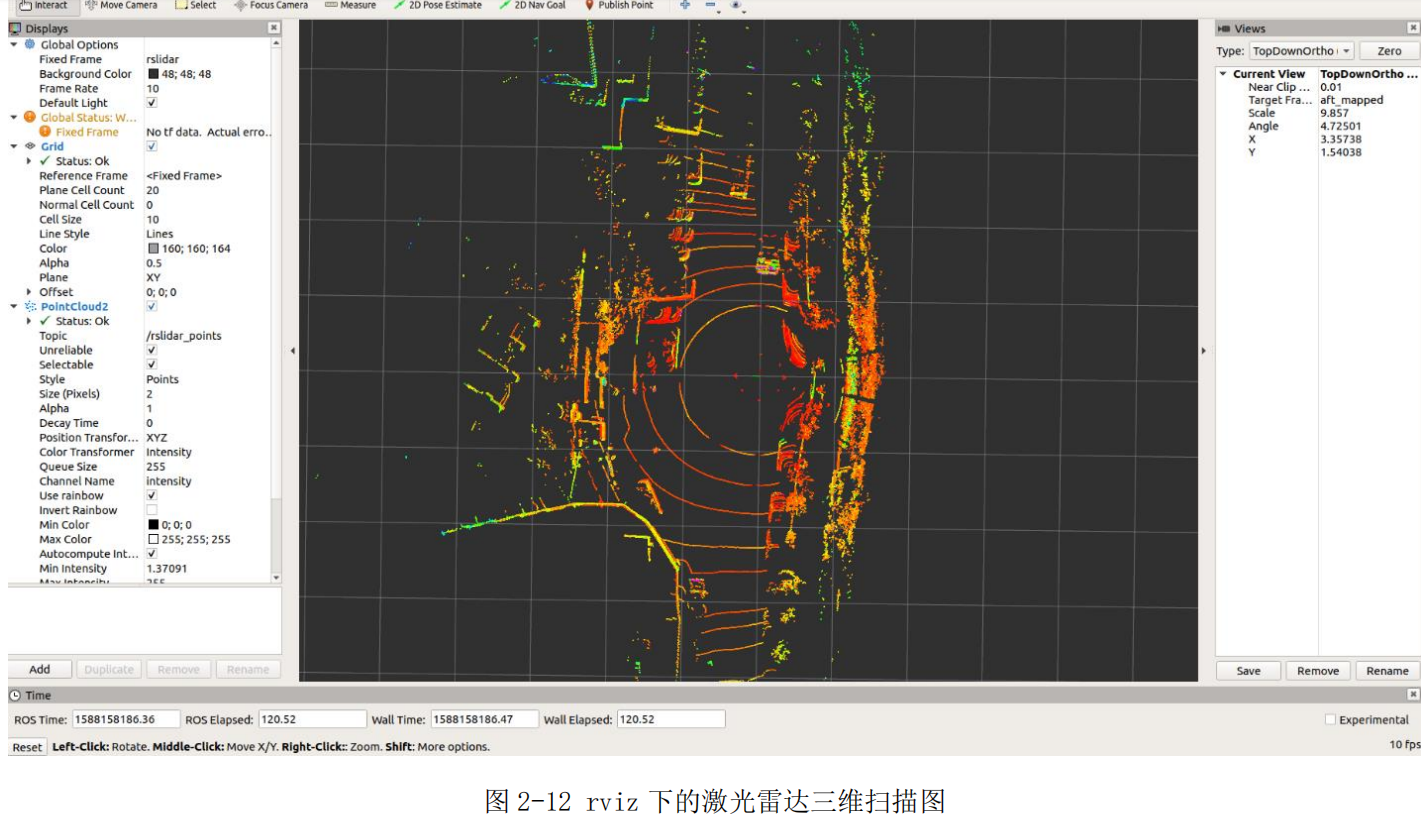 Interact Move Camera Select Focus Camera Measure 2D Pose Estimate 2D Nav Goal Publish Point
Displays
Global Options
Fixed Frame rslidar
Background Color 48; 48; 48
Frame Rate 10
Default Light
Global Status: W...
Fixed Frame No tf data. Actual erro..
Grid
Status: Ok
Reference Frame <Fixed Frame>
Plane Cell Count 20
Normal Cell Count 0
Cell Size 10
Line Style Lines
Color 160; 160; 164
Alpha 0.5
Plane XY
Offset 0; 0; 0
PointCloud2
Status: Ok
Topic /rslidar_points
Unreliable
Selectable
Style Points
Size (Pixels) 2
Alpha 1
Decay Time 0
Position Transfor... XYZ
Color Transformer Intensity
Queue Size 255
Channel Name intensity
Use rainbow
Invert Rainbow
Min Color 0; 0; 0
Max Color 255; 255; 255
Autocompute Int...
Min Intensity 1.37091
Max Intensity 255
Add Duplicate Remove Rename
Views
Type: TopDownOrtho Zero
Current View TopDownOrtho ...
Near Clip ... 0.01
Target Fra... aft_mapped
Scale 9.857
Angle 4.72501
X 3.35738
Y 1.54038
Save Remove Rename
Time
ROS Time: 1588158186.36 ROS Elapsed: 120.52 Wall Time: 1588158186.47 Wall Elapsed: 120.52 Experimental
Reset Left-Click: Rotate. Middle-Click: Move X/Y. Right-Click:: Zoom. Shift: More options. 10 fps
图 2-12 rviz 下的激光雷达三维扫描图